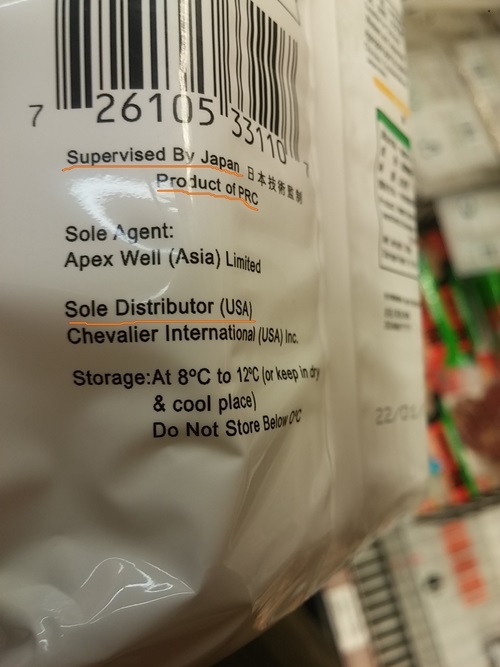 7 26105 33110 7
Supervised By Japan 日本技術監制
Product of PRC
Sole Agent:
Apex Well (Asia) Limited
Sole Distributor (USA)
Chevalier International (USA) Inc.
Storage:At 8°C to 12°C (or keep in dry
& cool place)
Do Not Store Below 0°C